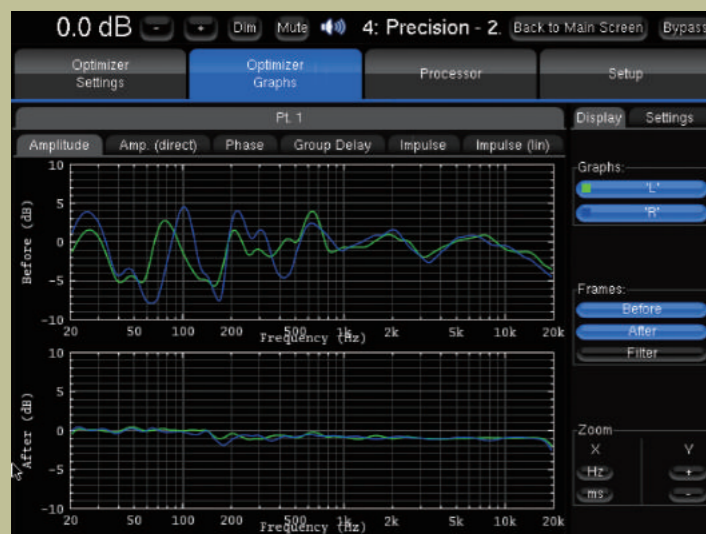 0.0 dB - + Dim Mute 4: Precision - 2. Back to Main Screen Bypass
Optimizer Settings
Optimizer Graphs
Processor
Setup
Pt. 1
Display Settings
Amplitude Amp. (direct) Phase Group Delay Impulse Impulse (lin)
Graphs:
'L'
'R'
Before (dB)
10
5
0
-5
-10
20 50 100 200 500 1k 2k 5k 10k 20k
Frequency (Hz)
Frames:
Before
After
Filter
After (dB)
10
5
0
-5
-10
20 50 100 200 500 1k 2k 5k 10k 20k
Frequency (Hz)
Zoom
X Y
Hz +
ms -